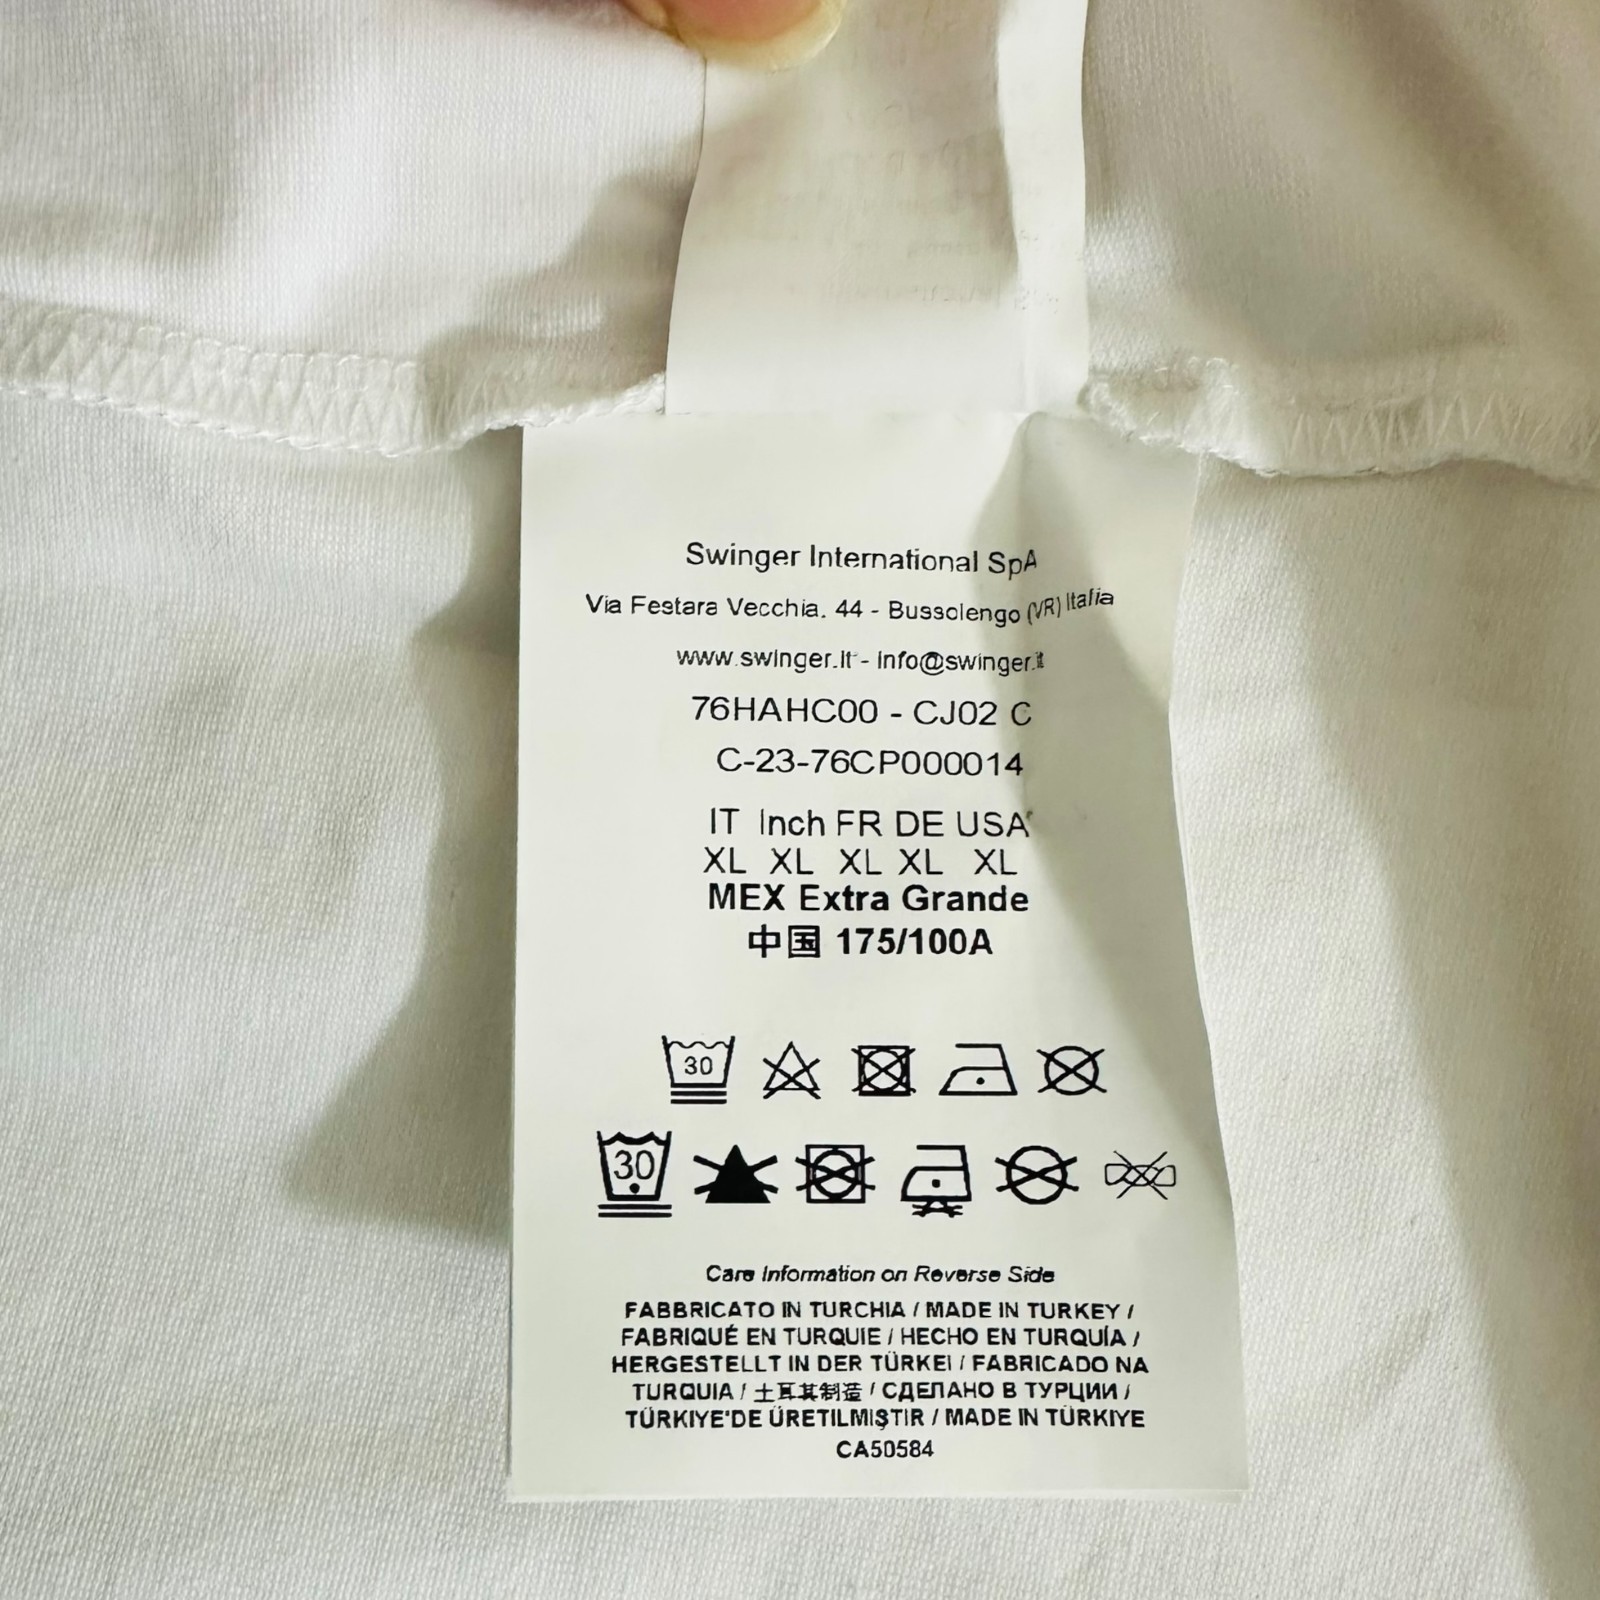 Swinger International SpA
Via Festara Vecchia, 44 - Bussolengo (VR) Italia
www.swinger.it - info@swinger.it
76HAHC00 - CJ02 C
C-23-76CP000014
IT Inch FR DE USA
XL XL XL XL XL
MEX Extra Grande
中国 175/100A
30
30
Care Information on Reverse Side
FABBRICATO IN TURCHIA / MADE IN TURKEY /
FABRIQUÉ EN TURQUIE / HECHO EN TURQUÍA /
HERGESTELLT IN DER TÜRKEI / FABRICADO NA
TURQUIA / 土耳其制造 / СДЕЛАНО В ТУРЦИИ /
TÜRKIYE'DE ÜRETILMIŞTIR / MADE IN TÜRKIYE
CA50584